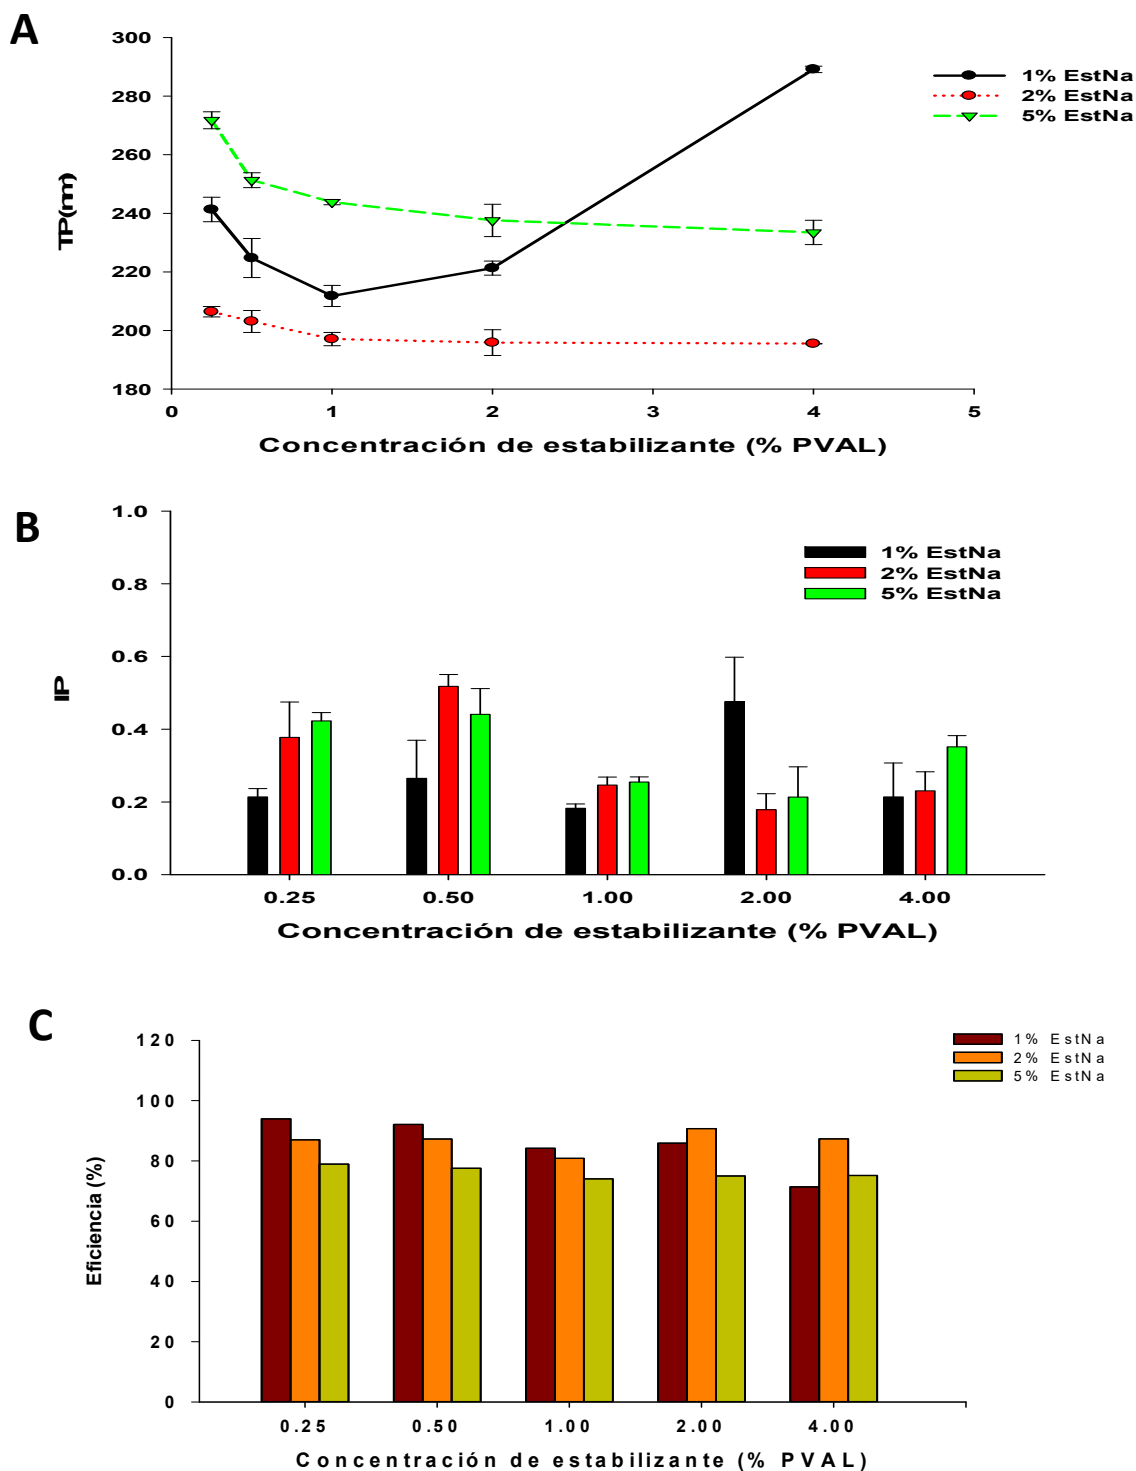 A
300
280
260
240
220
200
180
TP(nm)
0 1 2 3 4 5
Concentración de estabilizante (% PVAL)
1% EstNa
2% EstNa
5% EstNa
B
1.0
0.8
0.6
0.4
0.2
0.0
IP
0.25 0.50 1.00 2.00 4.00
Concentración de estabilizante (% PVAL)
1% EstNa
2% EstNa
5% EstNa
C
120
100
80
60
40
20
0
Eficiencia (%)
0.25 0.50 1.00 2.00 4.00
Concentración de estabilizante (% PVAL)
1% EstNa
2% EstNa
5% EstNa